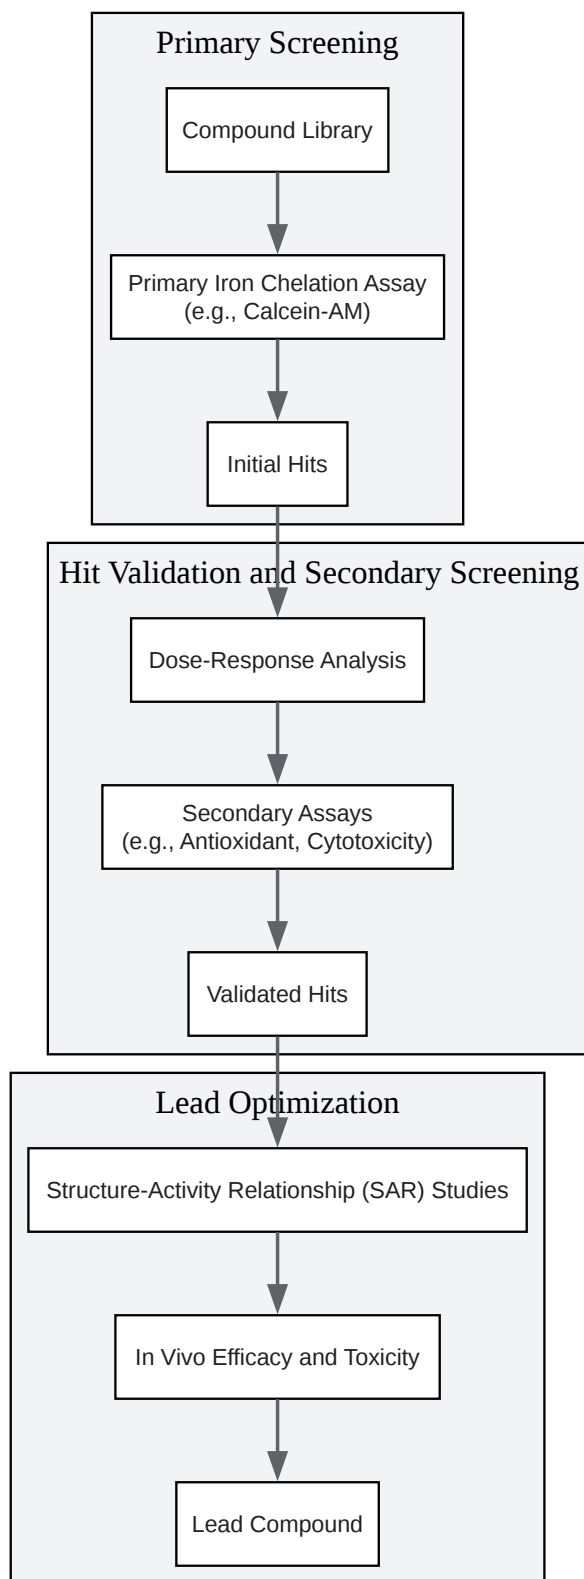 Primary Screening
Compound Library
Primary Iron Chelation Assay
(e.g., Calcein-AM)
Initial Hits
Hit Validation and Secondary Screening
Dose-Response Analysis
Secondary Assays
(e.g., Antioxidant, Cytotoxicity)
Validated Hits
Lead Optimization
Structure-Activity Relationship (SAR) Studies
In Vivo Efficacy and Toxicity
Lead Compound